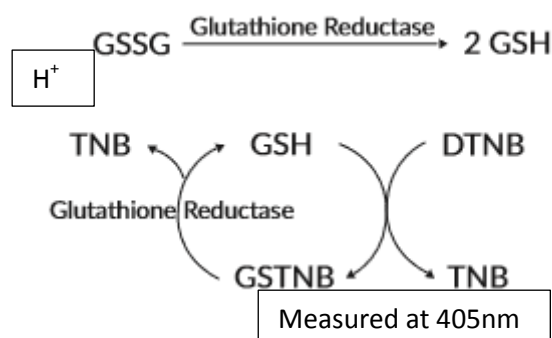 Glutathione Reductase
GSSG 2 GSH
H⁺
TNB GSH DTNB
Glutathione Reductase
GSTNB TNB
Measured at 405nm